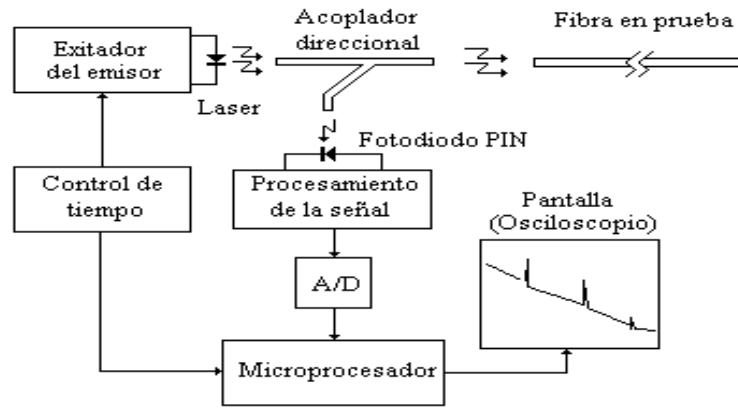 Exitador
del emisor
Laser
Acoplador
direccional
Fibra en prueba
Fotodiodo PIN
Control de
tiempo
Procesamiento
de la señal
Pantalla
(Osciloscopio)
A/D
Microprocesador